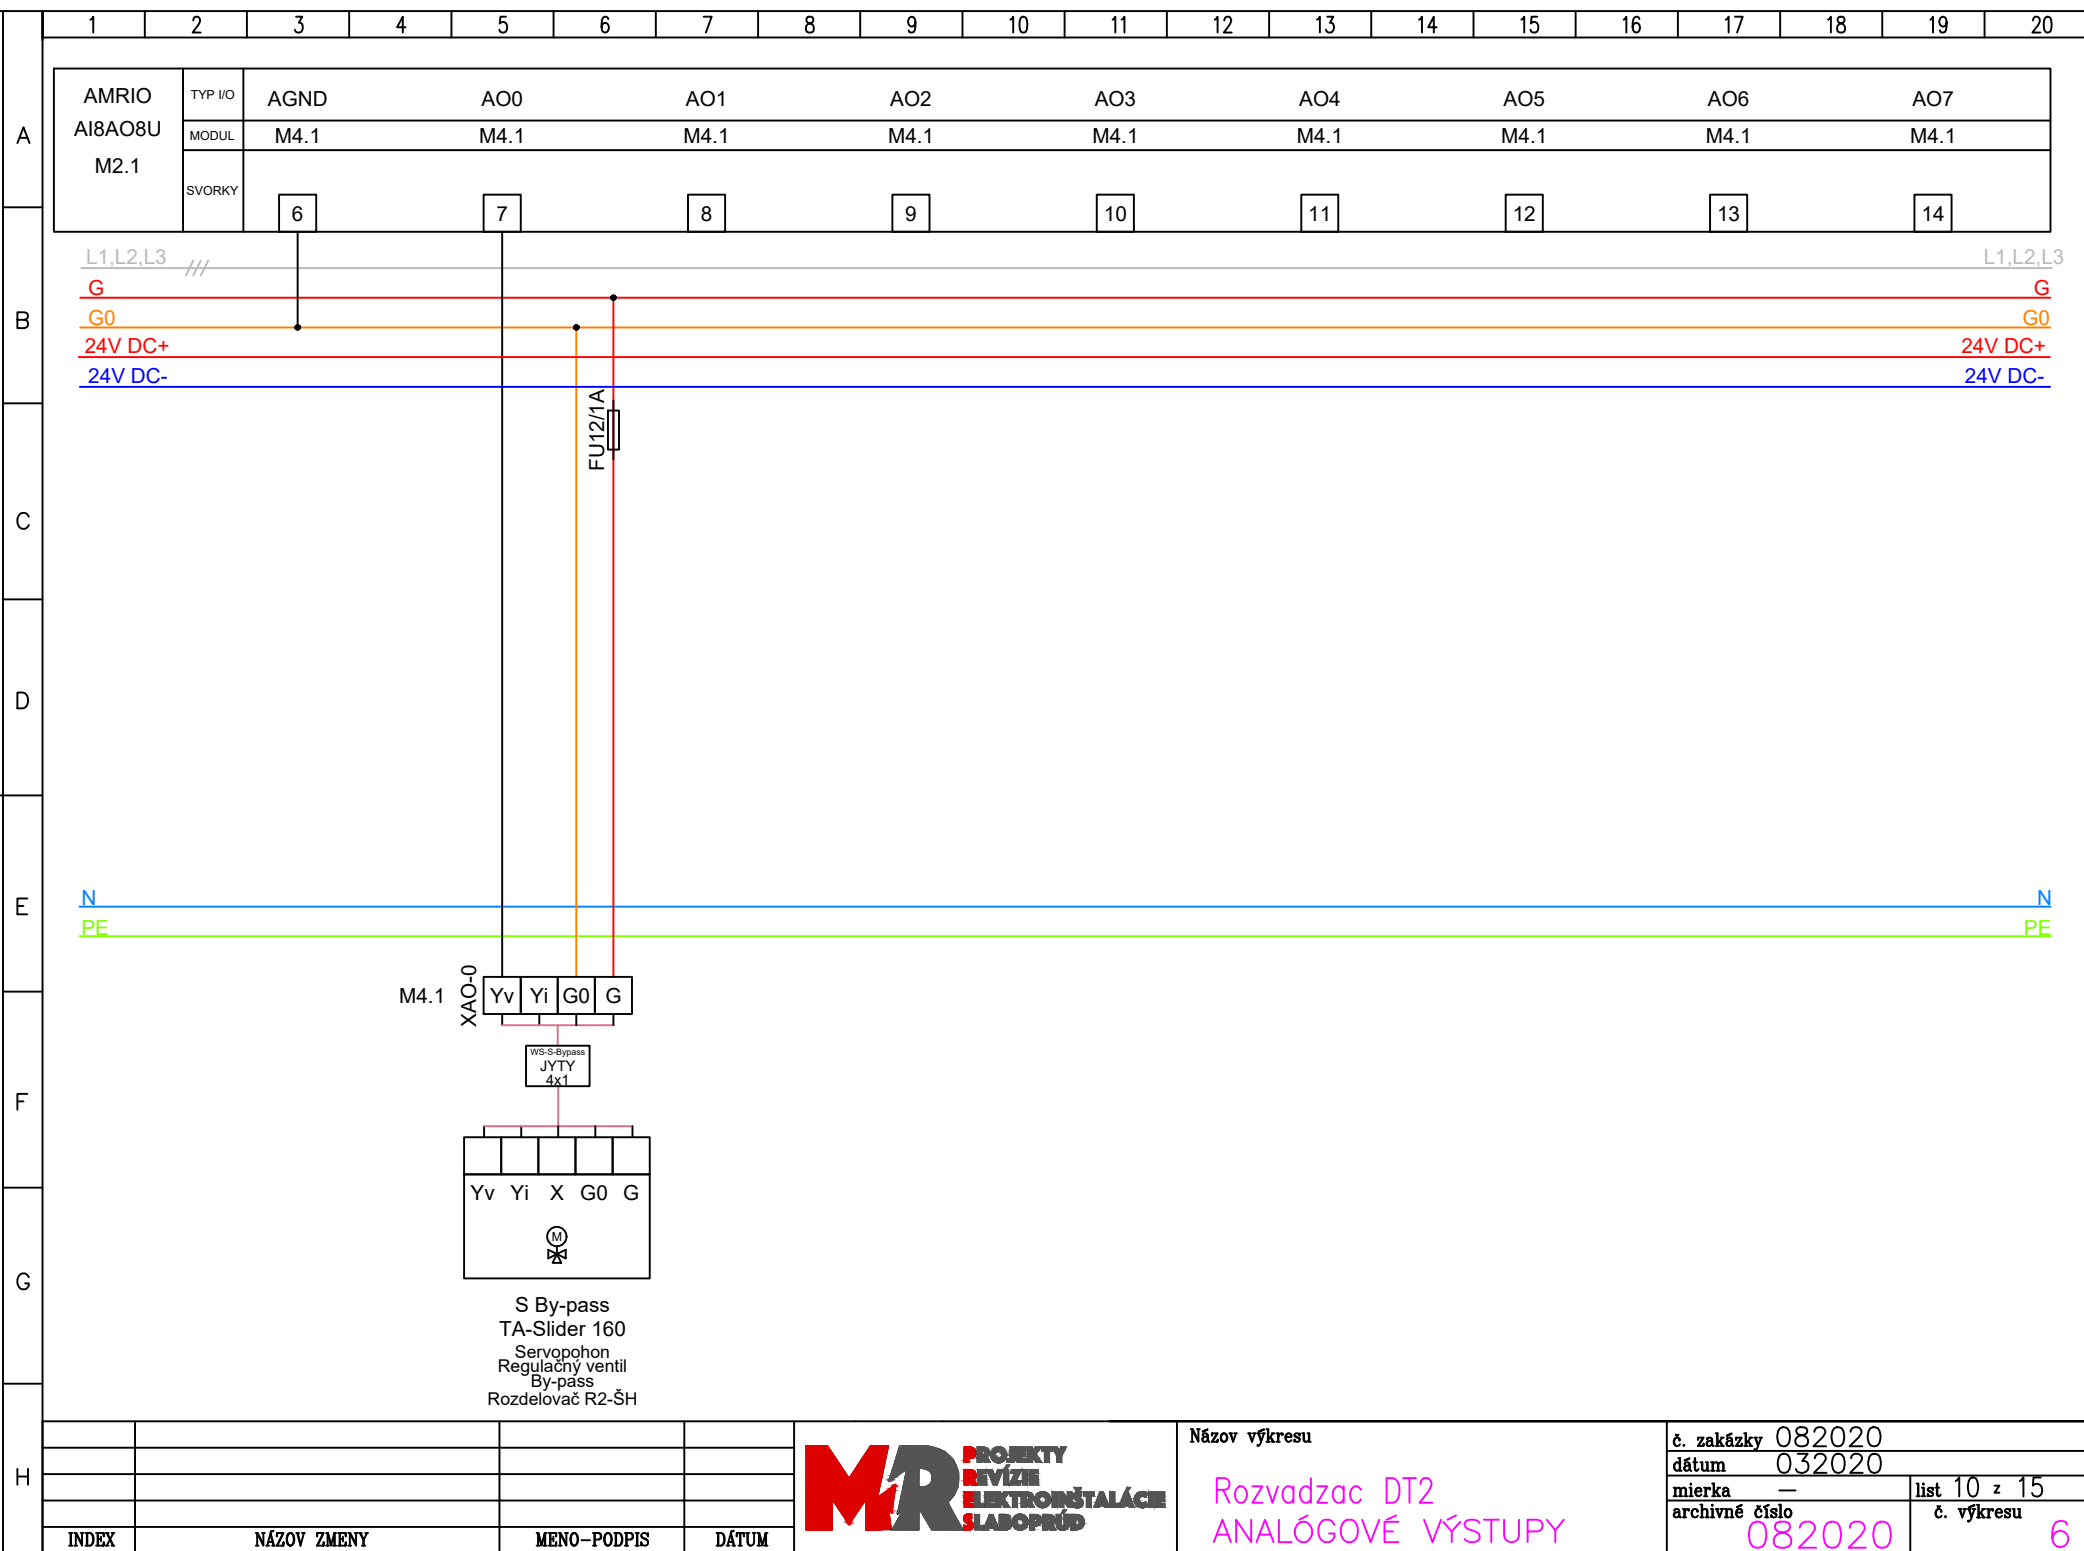 1 2 3 4 5 6 7 8 9 10 11 12 13 14 15 16 17 18 19 20
AMRIO
AI8AO8U
M2.1
TYP I/O AGND AO0 AO1 AO2 AO3 AO4 AO5 AO6 AO7
A
MODUL M4.1 M4.1 M4.1 M4.1 M4.1 M4.1 M4.1 M4.1 M4.1
SVORKY 6 7 8 9 10 11 12 13 14
L1,L2,L3 L1,L2,L3
G G
B
G0 G0
24V DC+ 24V DC+
24V DC- 24V DC-
FU12/1A
C
D
E
N N
PE PE
M4.1 XAO-0 Yv Yi G0 G
WS-S-Bypass
JYTY
4x1
F
Yv Yi X G0 G
M
G
S By-pass
TA-Slider 160
Servopohon
Regulačný ventil
By-pass
Rozdelovač R2-ŠH
H
INDEX NÁZOV ZMENY MENO-PODPIS DÁTUM
MR
PROJEKTY
REVÍZIE
ELEKTROINŠTALÁCIE
SLABOPRÚD
Názov výkresu
Rozvadzac DT2
ANALÓGOVÉ VÝSTUPY
č. zakázky 082020
dátum 032020
mierka — list 10 z 15
archivné číslo 082020
č. výkresu 6